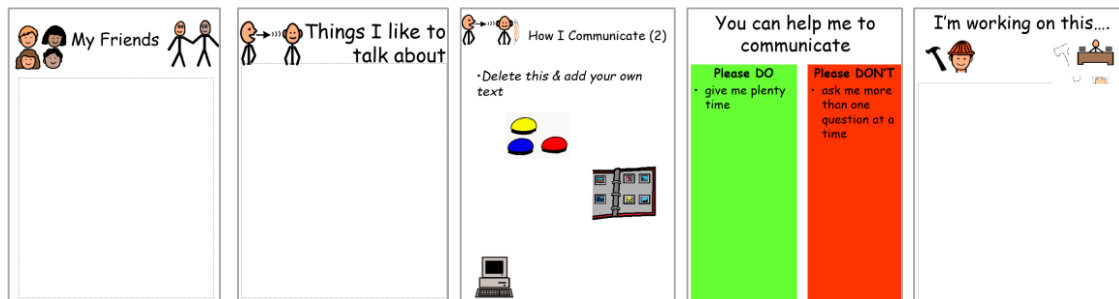 My Friends
Things I like to
talk about
How I Communicate (2)
•Delete this & add your own
text
You can help me to
communicate
Please DO
• give me plenty
time
Please DON'T
• ask me more
than one
question at a
time
I'm working on this....